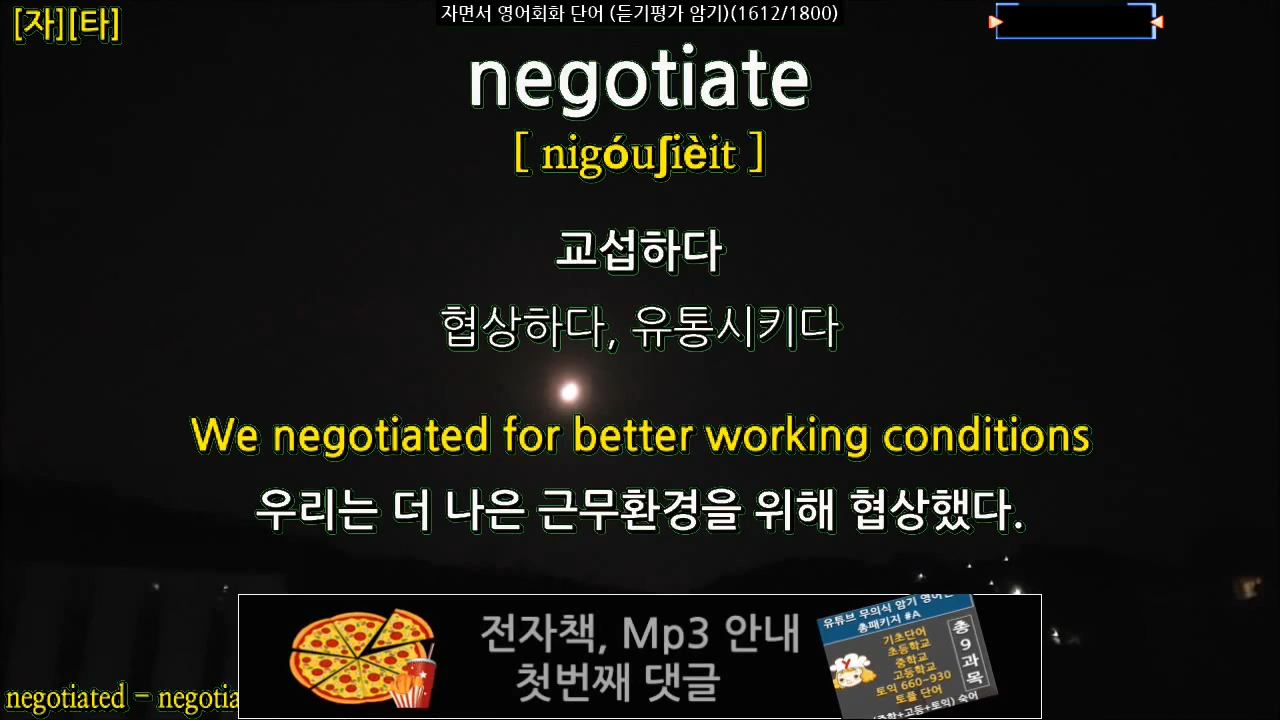 [자][타]
자면서 영어회화 단어 (듣기평가 암기)(1612/1800)
negotiate
[ nigóuʃièit ]
교섭하다
협상하다, 유통시키다
We negotiated for better working conditions
우리는 더 나은 근무환경을 위해 협상했다.
전자책, Mp3 안내
첫번째 댓글
유튜브 무의식 암기
총패키지 #A
기초단어
초등학교
중학교
고등학교
토익 660~930
토플 단어
숙어
총
9
과
목
negotiated -